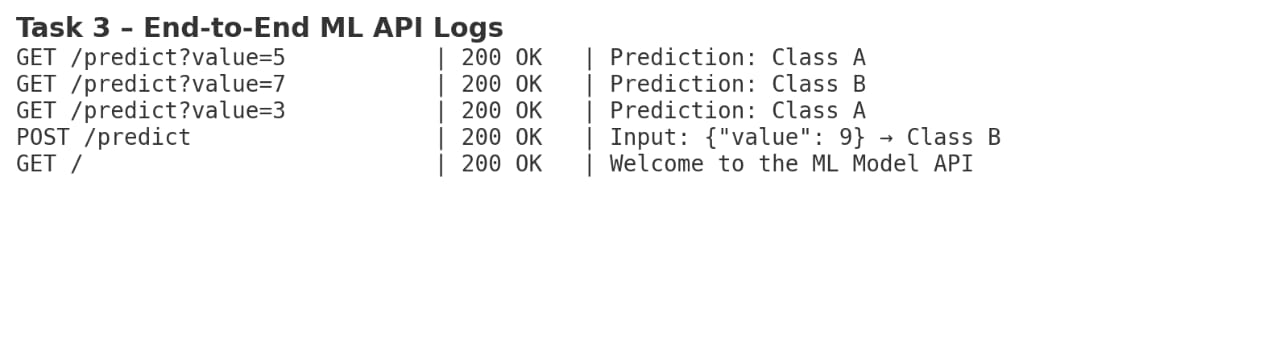 Task 3 – End-to-End ML API Logs
GET /predict?value=5 | 200 OK | Prediction: Class A
GET /predict?value=7 | 200 OK | Prediction: Class B
GET /predict?value=3 | 200 OK | Prediction: Class A
POST /predict | 200 OK | Input: {"value": 9} → Class B
GET / | 200 OK | Welcome to the ML Model API